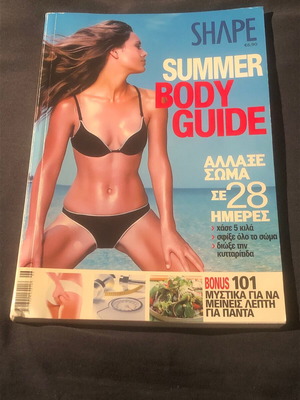 SHAPE
SUMMER
BODY
GUIDE
ΑΛΛΑΞΕ
ΣΩΜΑ
ΣΕ 28
ΗΜΕΡΕΣ
› χάσε 5 κιλά
› σφίξε όλο το σώμα
› διώξε την
κυτταρίτιδα
BONUS 101
ΜΥΣΤΙΚΑ ΓΙΑ ΝΑ
ΜΕΙΝΕΙΣ ΛΕΠΤΗ
ΓΙΑ ΠΑΝΤΑ